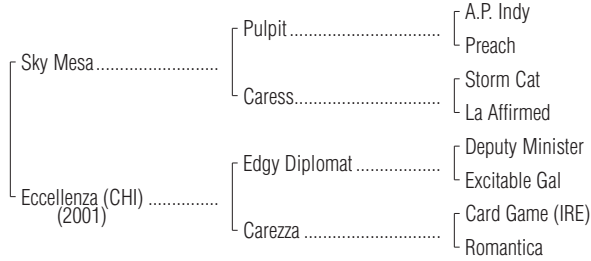 A.P. Indy
Pulpit
Preach
Sky Mesa
Storm Cat
Caress
La Affirmed
Deputy Minister
Edgy Diplomat
Excitable Gal
Eccellenza (CHI)
(2001)
Card Game (IRE)
Carezza
Romantica